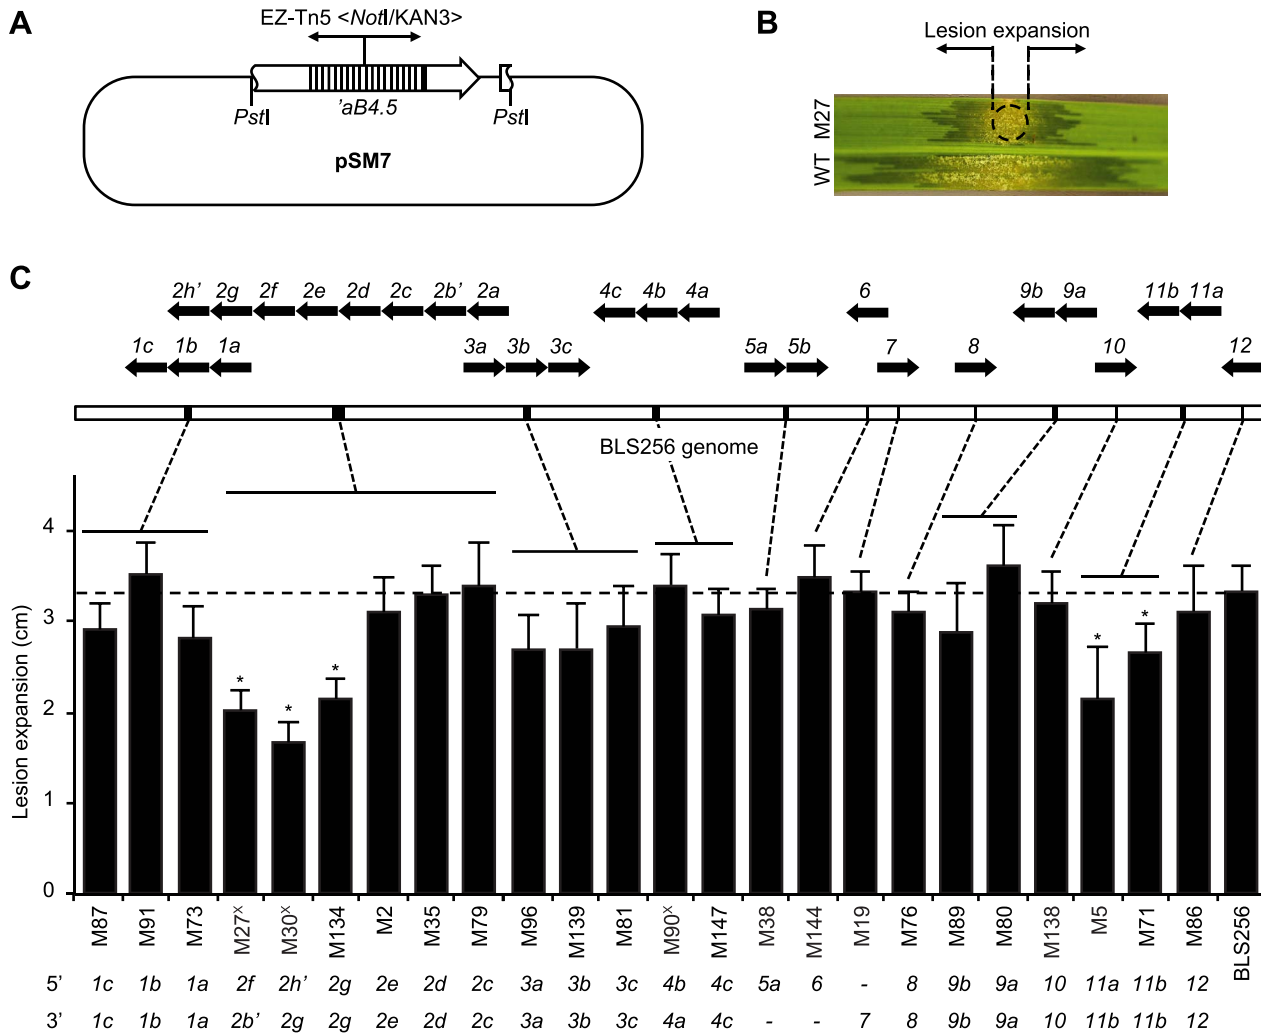 A
EZ-Tn5 <NotI/KAN3>
'aB4.5
PstI
PstI
pSM7
B
Lesion expansion
M27
WT
C
2h' 2g 2f 2e 2d 2c 2b' 2a 4c 4b 4a 6 9b 9a 11b 11a
1c 1b 1a 3a 3b 3c 5a 5b 7 8 10 12
BLS256 genome
Lesion expansion (cm)
4
3
2
1
0
* * * * *
M87 M91 M73 M27X M30X M134 M2 M35 M79 M96 M139 M81 M90X M147 M38 M144 M19 M76 M89 M80 M138 M5 M71 M86 BLS256
5' 1c 1b 1a 2f 2h' 2g 2e 2d 2c 3a 3b 3c 4b 4c 5a 6 - 8 9b 9a 10 11a 11b 12
3' 1c 1b 1a 2b' 2g 2g 2e 2d 2c 3a 3b 3c 4a 4c - - 7 8 9b 9a 10 11b 11b 12